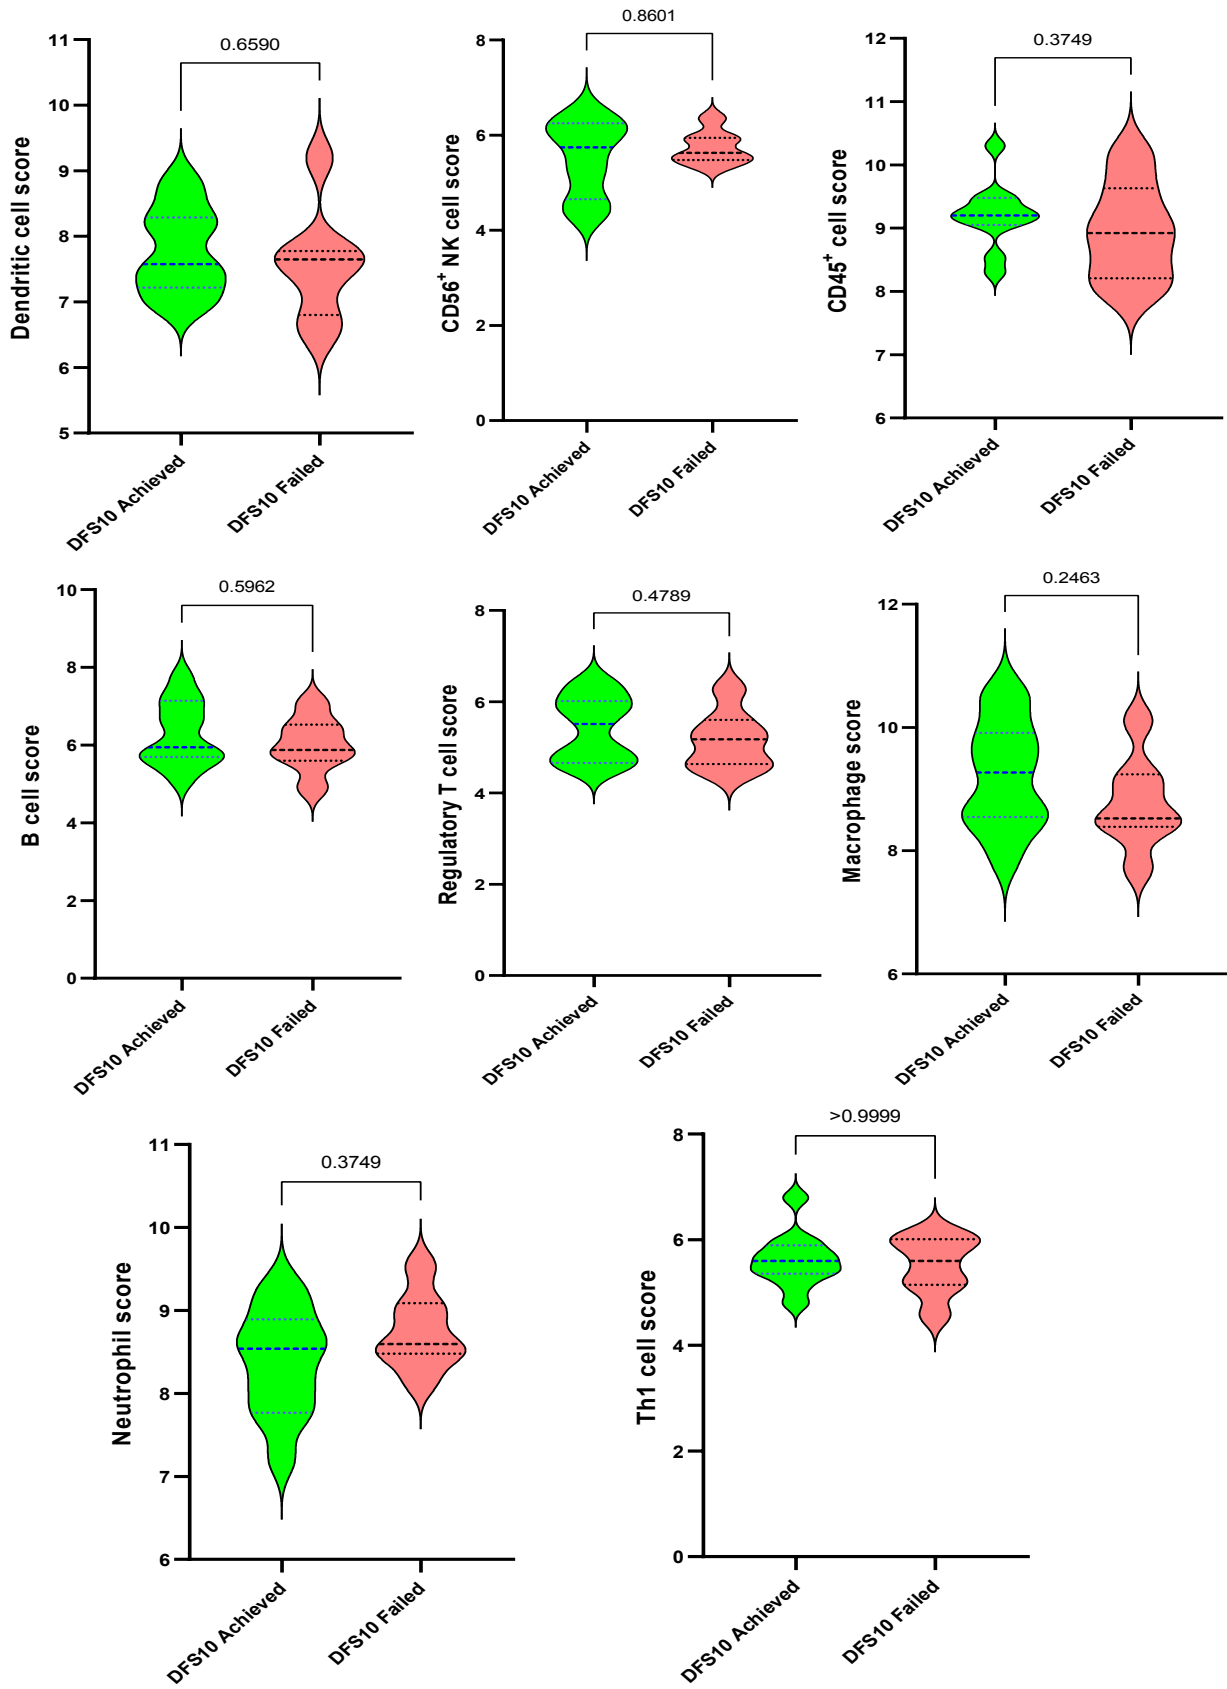 0.6590
Dendritic cell score
11
10
9
8
7
6
5
DFS10 Achieved
DFS10 Failed
0.8601
CD56⁺ NK cell score
8
6
4
2
0
DFS10 Achieved
DFS10 Failed
0.3749
CD45⁺ cell score
12
11
10
9
8
7
6
DFS10 Achieved
DFS10 Failed
0.5962
B cell score
10
8
6
4
2
0
DFS10 Achieved
DFS10 Failed
0.4789
Regulatory T cell score
8
6
4
2
0
DFS10 Achieved
DFS10 Failed
0.2463
Macrophage score
12
10
8
6
DFS10 Achieved
DFS10 Failed
0.3749
Neutrophil score
11
10
9
8
7
6
DFS10 Achieved
DFS10 Failed
>0.9999
Th1 cell score
8
6
4
2
0
DFS10 Achieved
DFS10 Failed